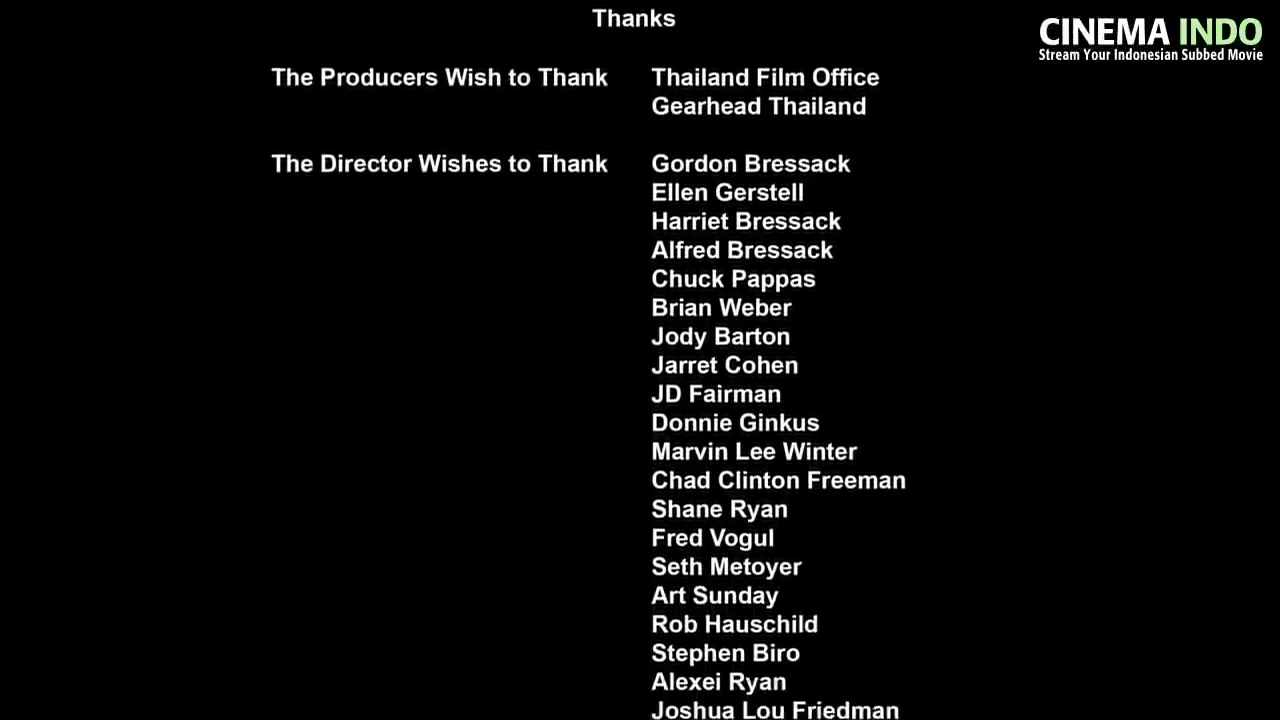 Thanks
CINEMA INDO
Stream Your Indonesian Subbed Movie
The Producers Wish to Thank Thailand Film Office
Gearhead Thailand
The Director Wishes to Thank Gordon Bressack
Ellen Gerstell
Harriet Bressack
Alfred Bressack
Chuck Pappas
Brian Weber
Jody Barton
Jarret Cohen
JD Fairman
Donnie Ginkus
Marvin Lee Winter
Chad Clinton Freeman
Shane Ryan
Fred Vogul
Seth Metoyer
Art Sunday
Rob Hauschild
Stephen Biro
Alexei Ryan
Joshua Lou Friedman